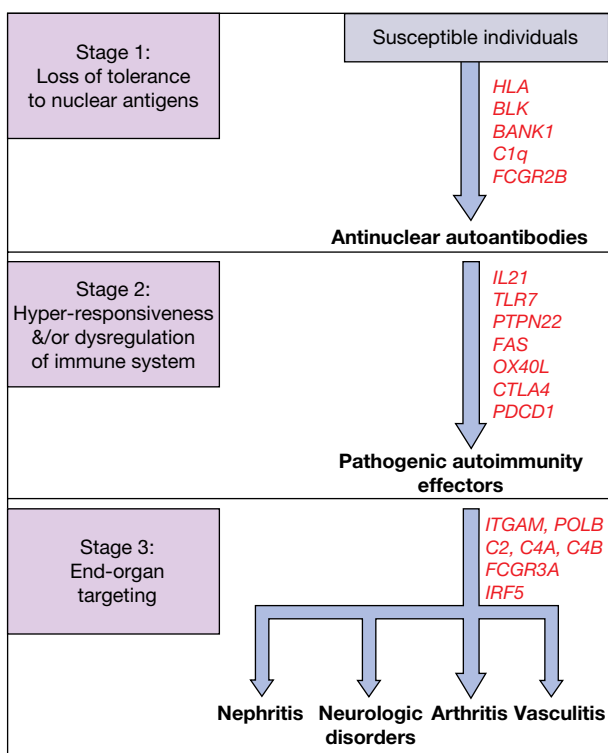 Stage 1:
Loss of tolerance
to nuclear antigens
Susceptible individuals
HLA
BLK
BANK1
C1q
FCGR2B
Antinuclear autoantibodies
Stage 2:
Hyper-responsiveness
&/or dysregulation
of immune system
IL21
TLR7
PTPN22
FAS
OX40L
CTLA4
PDCD1
Pathogenic autoimmunity
effectors
Stage 3:
End-organ
targeting
ITGAM, POLB
C2, C4A, C4B
FCGR3A
IRF5
Nephritis
Neurologic
disorders
Arthritis
Vasculitis